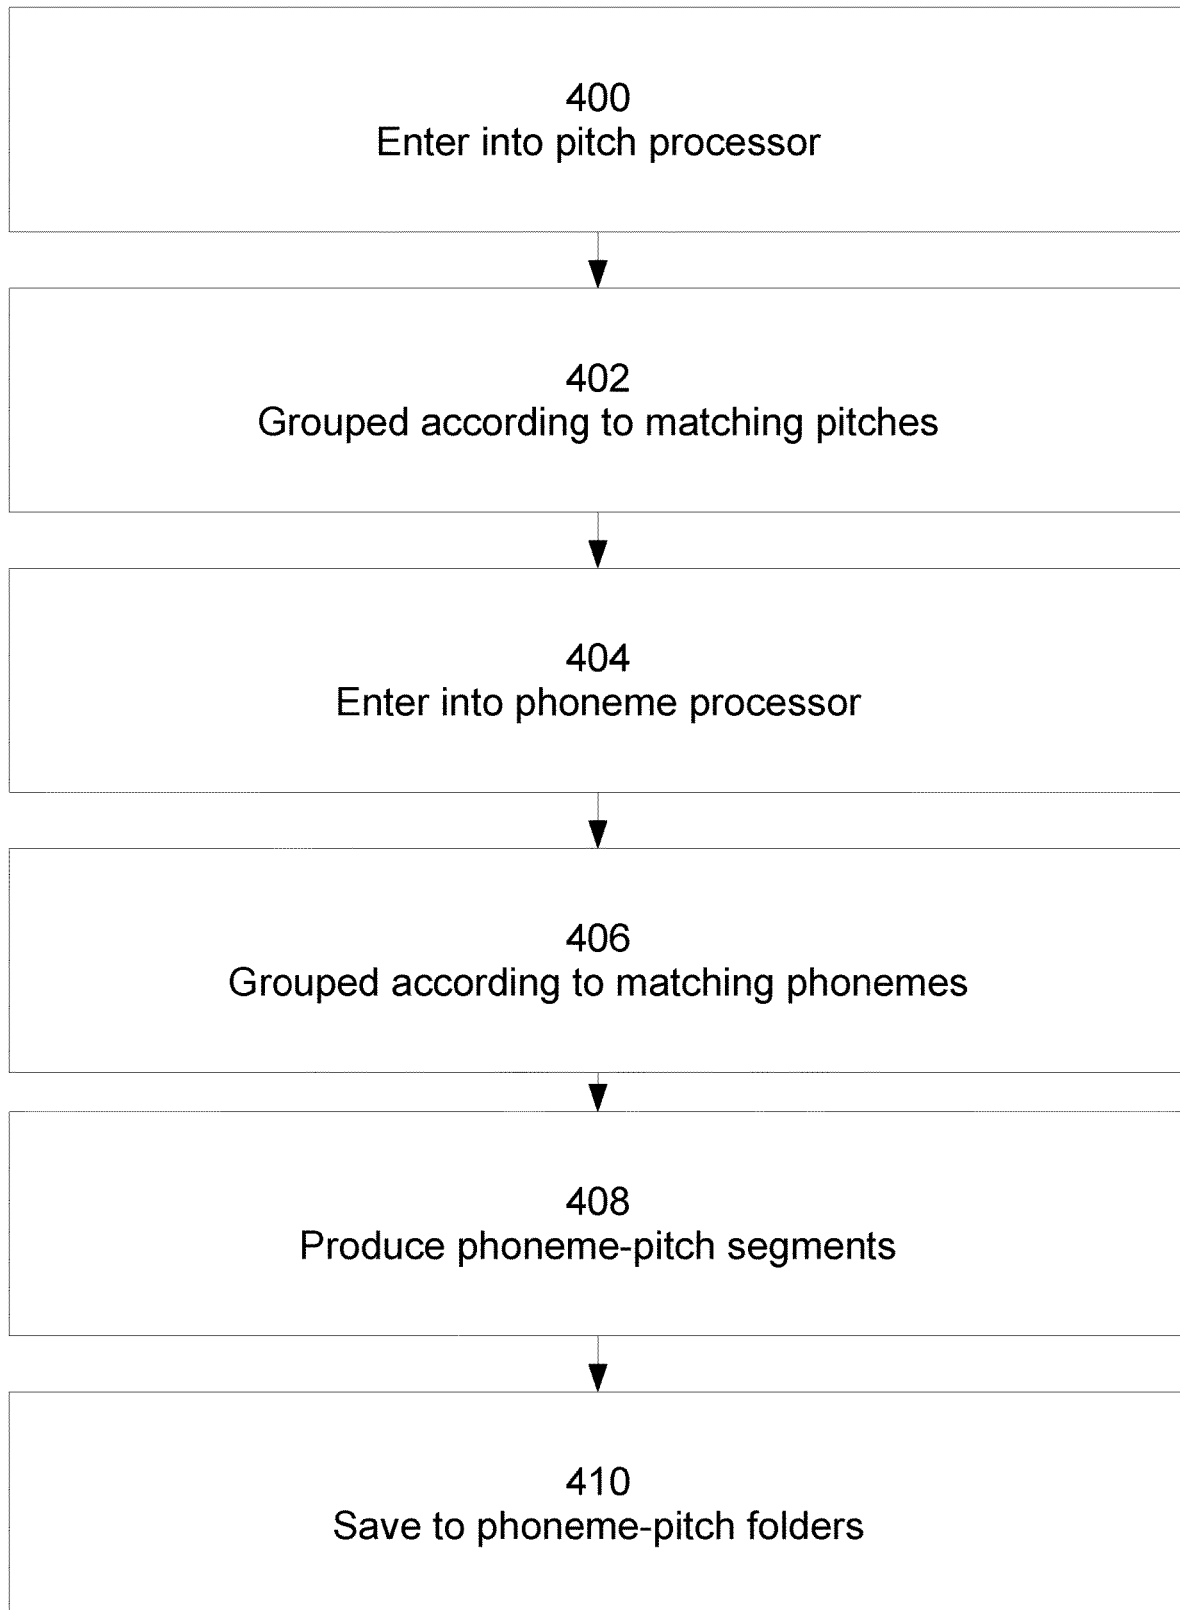 400
Enter into pitch processor
402
Grouped according to matching pitches
404
Enter into phoneme processor
406
Grouped according to matching phonemes
408
Produce phoneme-pitch segments
410
Save to phoneme-pitch folders